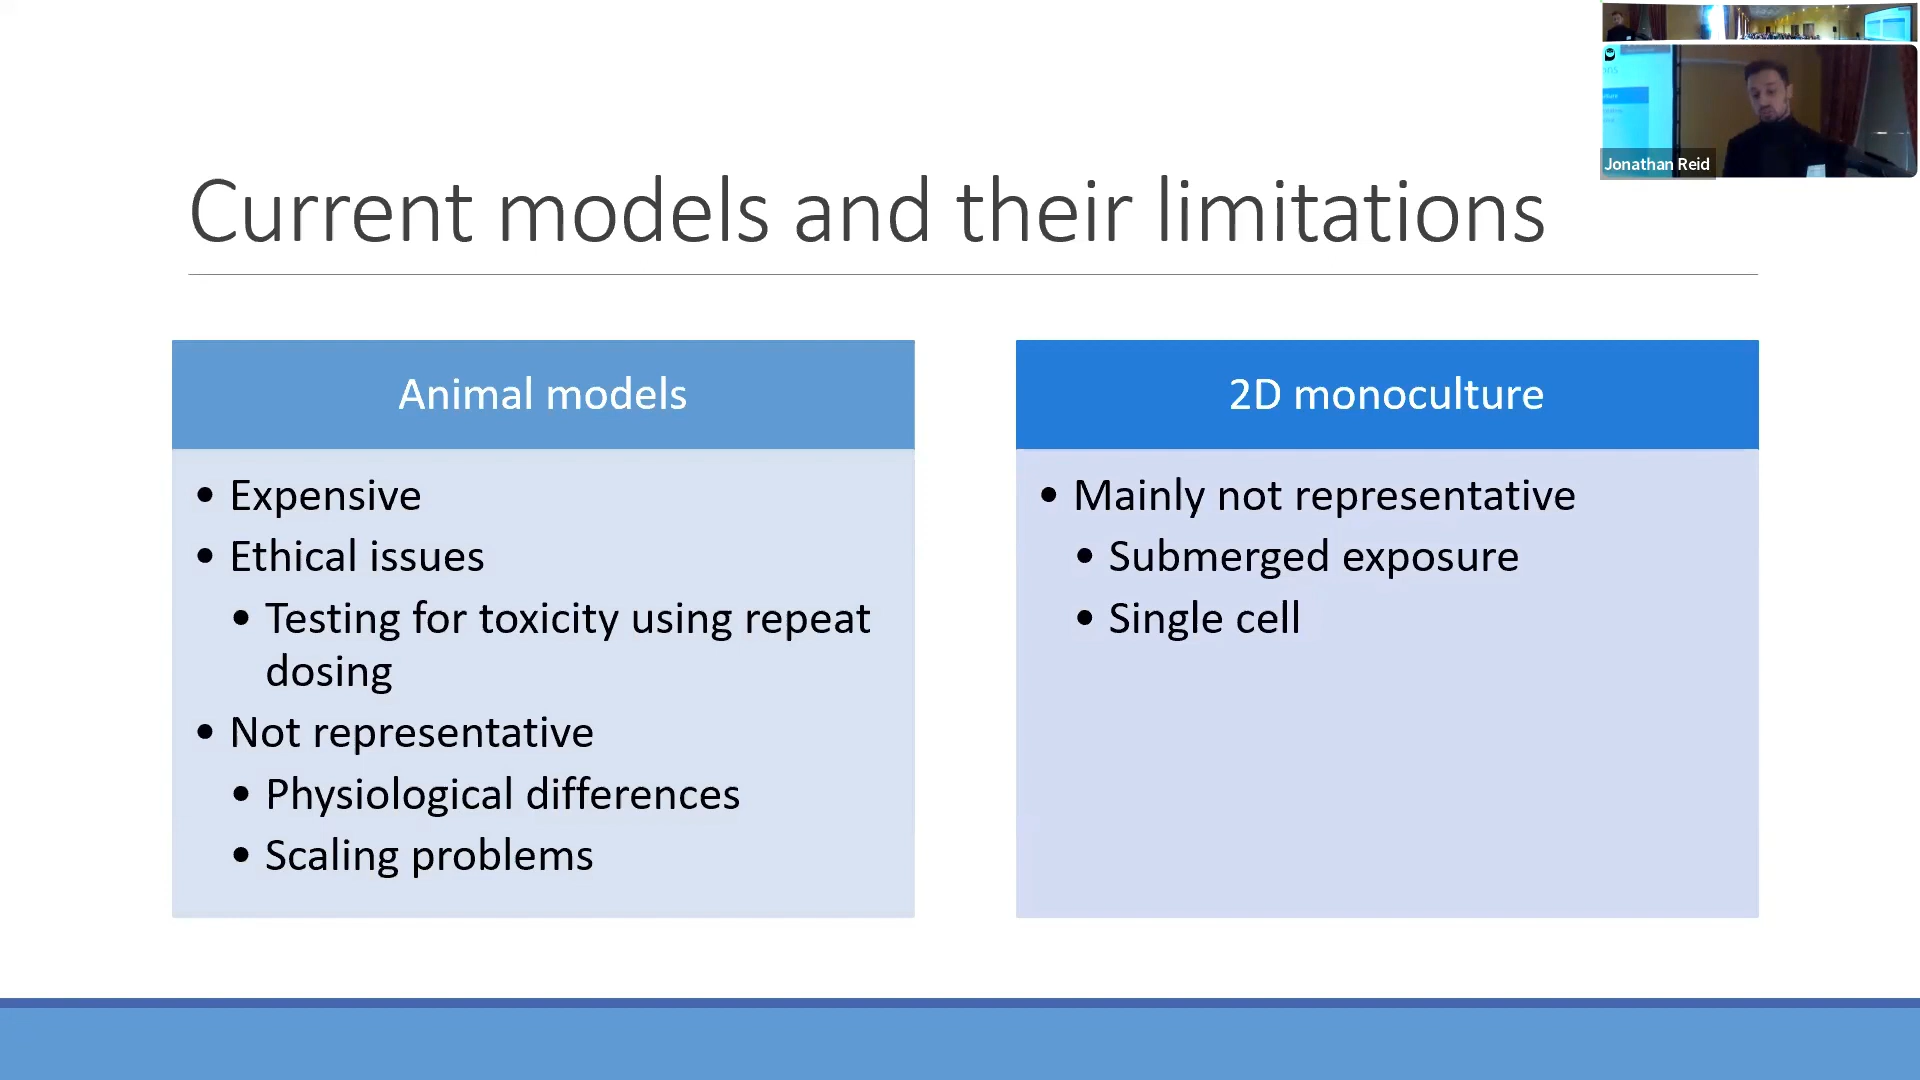 Jonathan Reid
Current models and their limitations
Animal models
• Expensive
• Ethical issues
• Testing for toxicity using repeat
dosing
• Not representative
• Physiological differences
• Scaling problems
2D monoculture
• Mainly not representative
• Submerged exposure
• Single cell